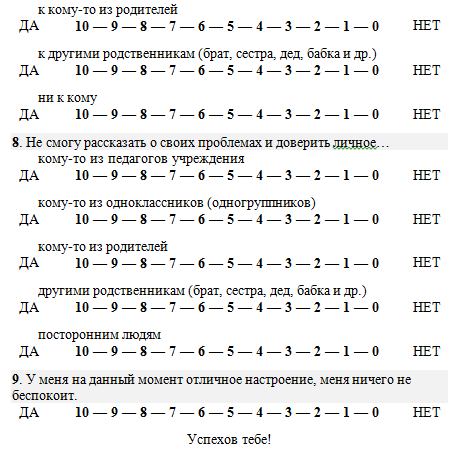 к кому-то из родителей
ДА 10 — 9 — 8 — 7 — 6 — 5 — 4 — 3 — 2 — 1 — 0 НЕТ
к другими родственникам (брат, сестра, дед, бабка и др.)
ДА 10 — 9 — 8 — 7 — 6 — 5 — 4 — 3 — 2 — 1 — 0 НЕТ
ни к кому
ДА 10 — 9 — 8 — 7 — 6 — 5 — 4 — 3 — 2 — 1 — 0 НЕТ
8. Не смогу рассказать о своих проблемах и доверить личное…
кому-то из педагогов учреждения
ДА 10 — 9 — 8 — 7 — 6 — 5 — 4 — 3 — 2 — 1 — 0 НЕТ
кому-то из одноклассников (одногруппников)
ДА 10 — 9 — 8 — 7 — 6 — 5 — 4 — 3 — 2 — 1 — 0 НЕТ
кому-то из родителей
ДА 10 — 9 — 8 — 7 — 6 — 5 — 4 — 3 — 2 — 1 — 0 НЕТ
другими родственникам (брат, сестра, дед, бабка и др.)
ДА 10 — 9 — 8 — 7 — 6 — 5 — 4 — 3 — 2 — 1 — 0 НЕТ
посторонним людям
ДА 10 — 9 — 8 — 7 — 6 — 5 — 4 — 3 — 2 — 1 — 0 НЕТ
9. У меня на данный момент отличное настроение, меня ничего не
беспокоит.
ДА 10 — 9 — 8 — 7 — 6 — 5 — 4 — 3 — 2 — 1 — 0 НЕТ
Успехов тебе!